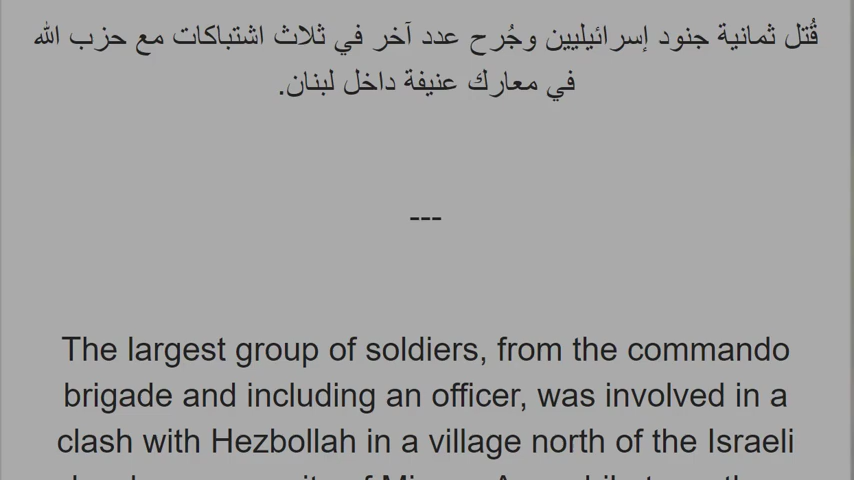 قُتل ثمانية جنود إسرائيليين وجُرح عدد آخر في ثلاث اشتباكات مع حزب الله
في معارك عنيفة داخل لبنان.
---
The largest group of soldiers, from the commando
brigade and including an officer, was involved in a
clash with Hezbollah in a village north of the Israeli